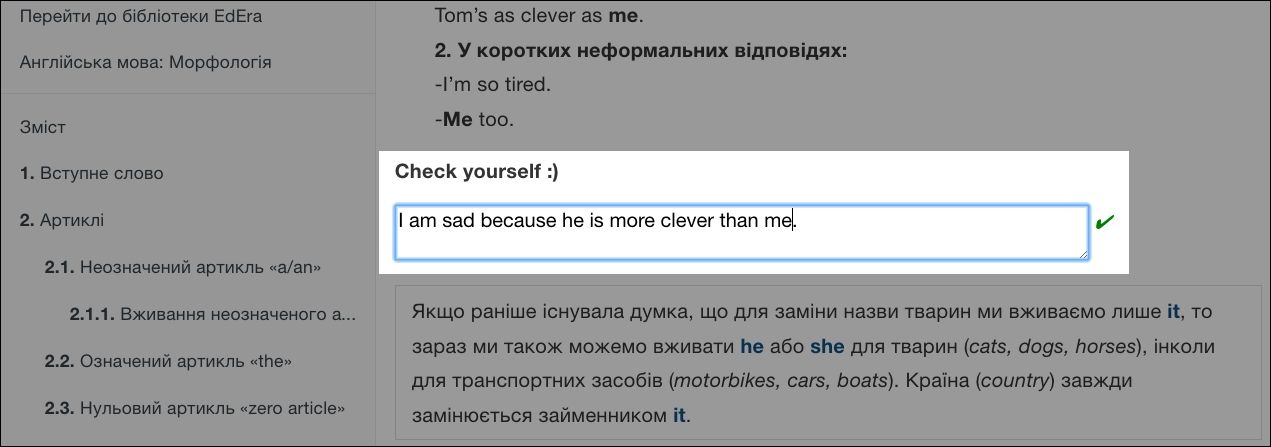 Перейти до бібліотеки EdEra
Англійська мова: Морфологія
Зміст
1. Вступне слово
2. Артиклі
2.1. Неозначений артикль «a/an»
2.1.1. Вживання неозначеного а...
2.2. Означений артикль «the»
2.3. Нульовий артикль «zero article»
Tom’s as clever as me.
2. У коротких неформальних відповідях:
-I’m so tired.
-Me too.
Check yourself :)
I am sad because he is more clever than me.
✔
Якщо раніше існувала думка, що для заміни назви тварин ми вживаємо лише it, то
зараз ми також можемо вживати he або she для тварин (cats, dogs, horses), інколи
для транспортних засобів (motorbikes, cars, boats). Країна (country) завжди
замінюється займенником it.